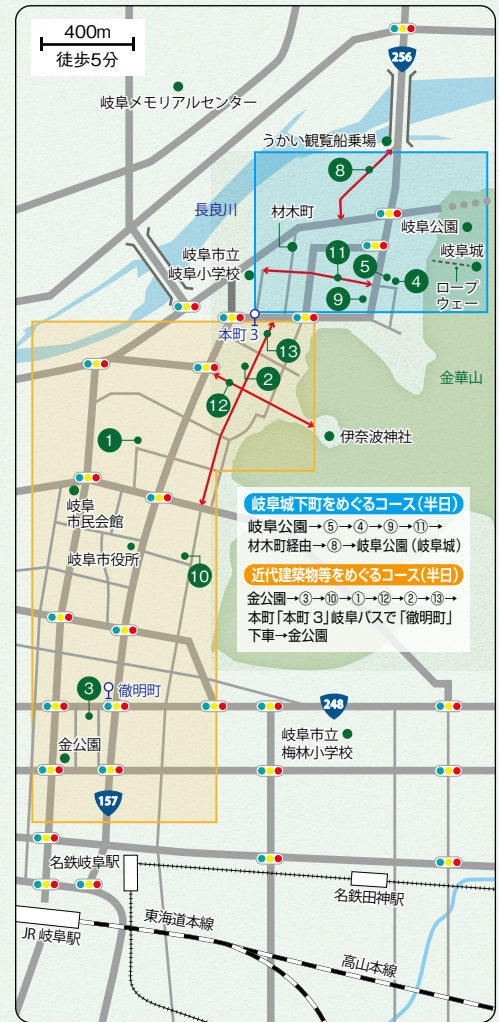 400m
徒歩5分
256
岐阜メモリアルセンター
うかい観覧船乗場
8
長良川
材木町
岐阜公園
岐阜市立
岐阜小学校
11
5
4
9
岐阜城
ロープ
ウェー
本町3
13
2
12
金華山
1
伊奈波神社
岐阜
市民会館
岐阜市役所
10
岐阜城下町をめぐるコース(半日)
岐阜公園→⑤→④→⑨→⑪→
材木町経由→⑧→岐阜公園(岐阜城)
近代建築物等をめぐるコース(半日)
金公園→③→⑩→①→⑫→②→⑬→
本町「本町3」岐阜バスで「徹明町」
下車→金公園
3
徹明町
248
金公園
岐阜市立
梅林小学校
157
名鉄岐阜駅
名鉄田神駅
JR岐阜駅
東海道本線
高山本線